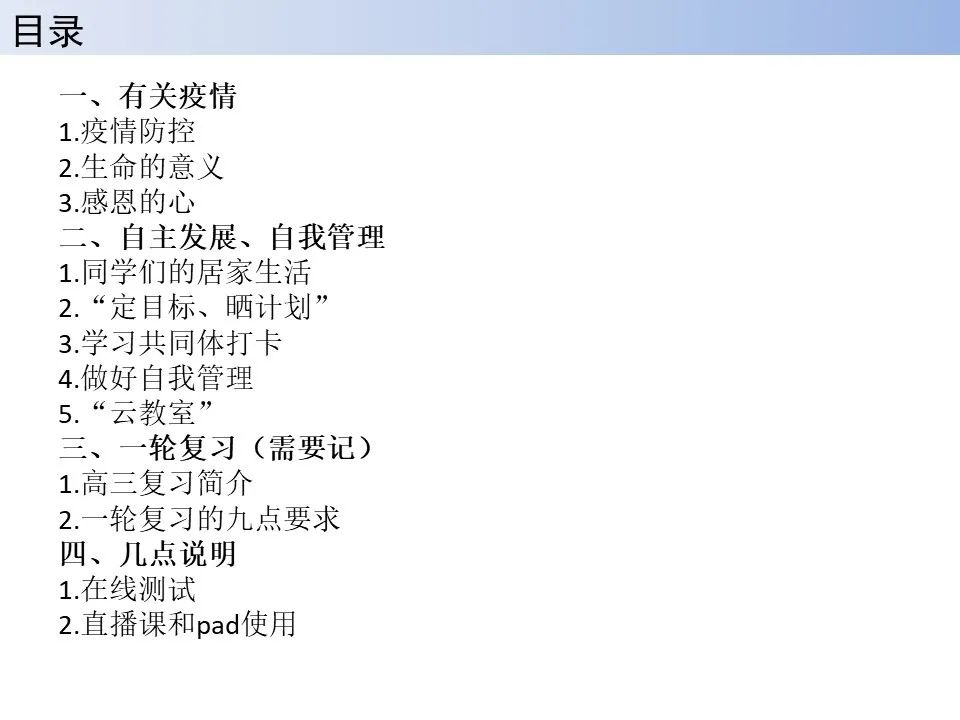 目录
一、有关疫情
1.疫情防控
2.生命的意义
3.感恩的心
二、自主发展、自我管理
1.同学们的居家生活
2.“定目标、晒计划”
3.学习共同体打卡
4.做好自我管理
5.“云教室”
三、一轮复习（需要记）
1.高三复习简介
2.一轮复习的九点要求
四、几点说明
1.在线测试
2.直播课和pad使用